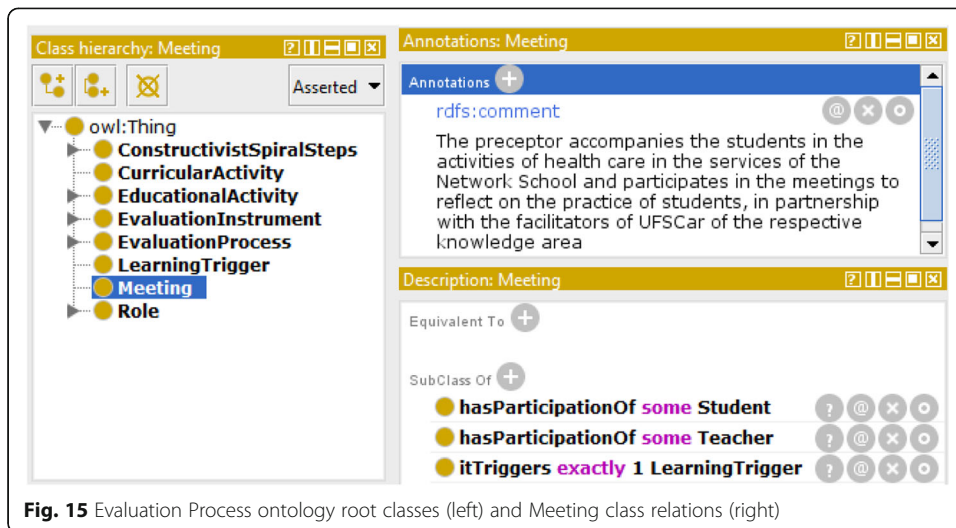 Class hierarchy: Meeting
Asserted
owl:Thing
ConstructivistSpiralSteps
CurricularActivity
EducationalActivity
EvaluationInstrument
EvaluationProcess
LearningTrigger
Meeting
Role
Annotations: Meeting
Annotations
rdfs:comment
The preceptor accompanies the students in the
activities of health care in the services of the
Network School and participates in the meetings to
reflect on the practice of students, in partnership
with the facilitators of UFSCar of the respective
knowledge area
Description: Meeting
Equivalent To
SubClass Of
hasParticipationOf some Student
hasParticipationOf some Teacher
itTriggers exactly 1 LearningTrigger
Fig. 15 Evaluation Process ontology root classes (left) and Meeting class relations (right)